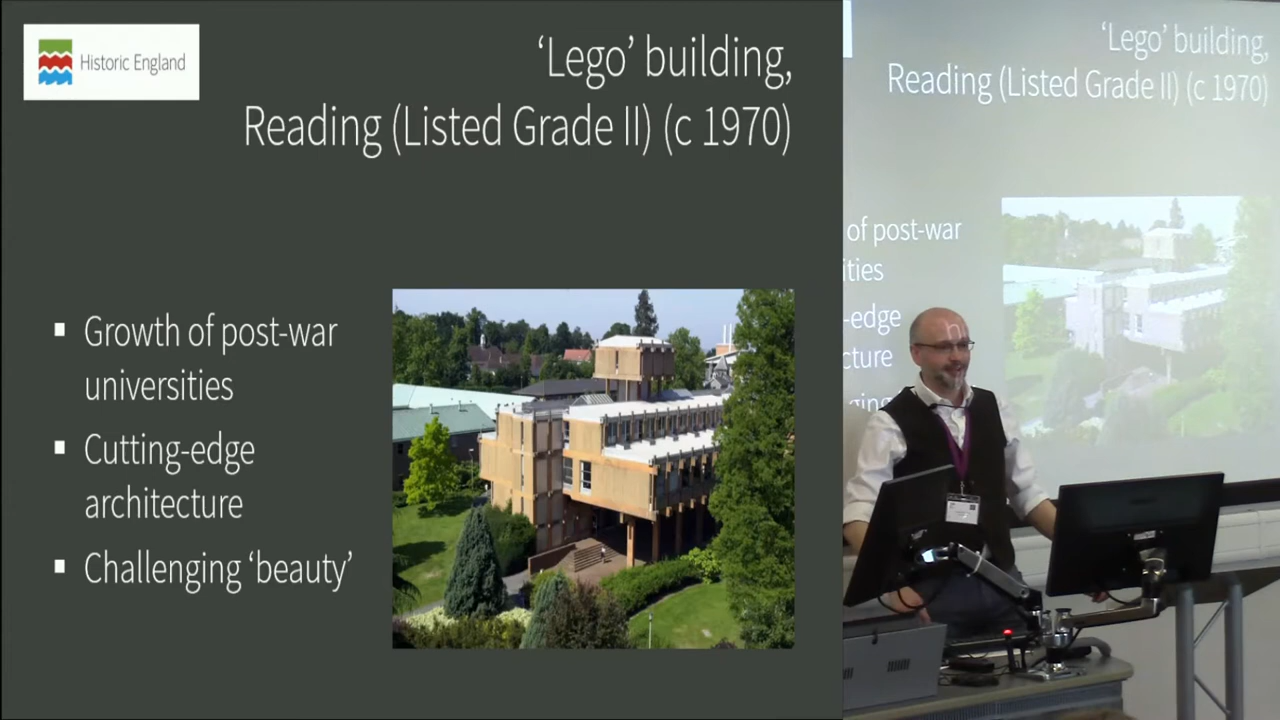 Historic England
‘Lego’ building,
Reading (Listed Grade II) (c 1970)
▪ Growth of post-war
universities
▪ Cutting-edge
architecture
▪ Challenging ‘beauty’
‘Lego’ building,
Reading (Listed Grade II) (c 1970)
of post-war
ities
-edge
cture
ging